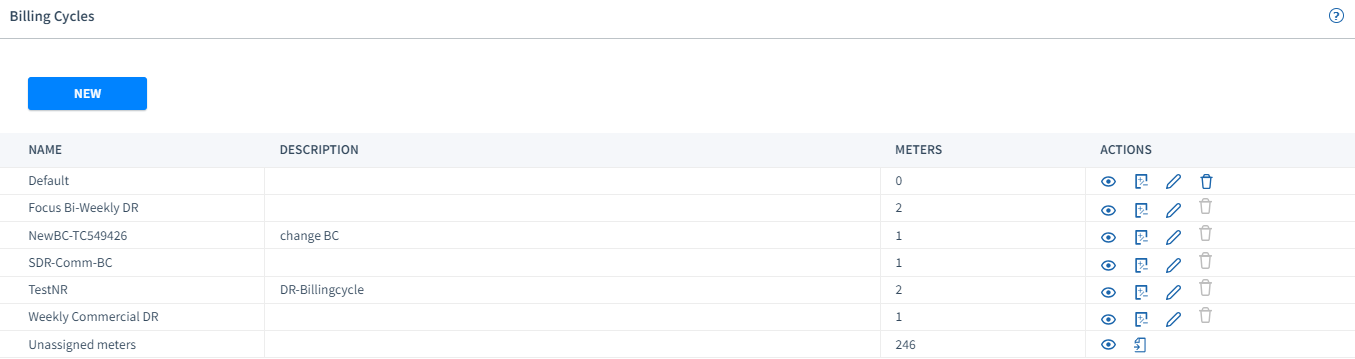 Billing Cycles
NEW
NAME DESCRIPTION METERS ACTIONS
Default 0
Focus Bi-Weekly DR 2
NewBC-TC549426 change BC 1
SDR-Comm-BC 1
TestNR DR-Billingcycle 2
Weekly Commercial DR 1
Unassigned meters 246